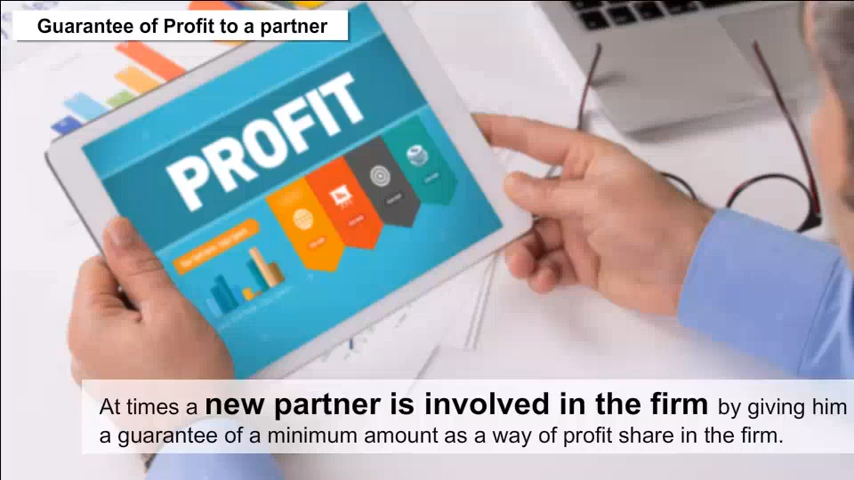 Guarantee of Profit to a partner
PROFIT
At times a new partner is involved in the firm by giving him
a guarantee of a minimum amount as a way of profit share in the firm.